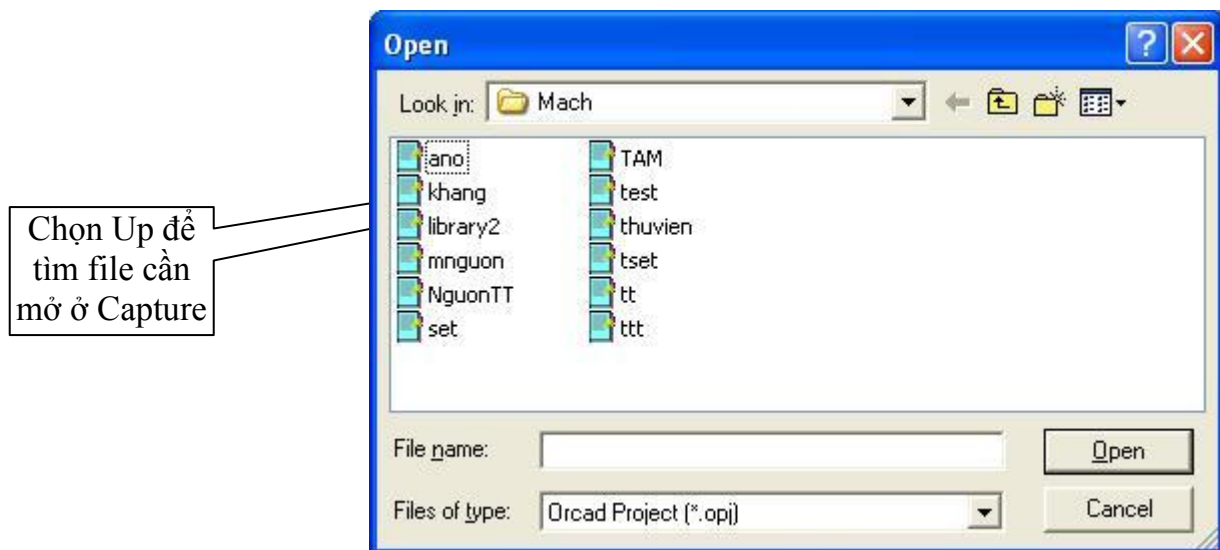 Open
Look in: Mach
ano TAM
khang test
Chọn Up để
tìm file cần
mở ở Capture
library2 thuvien
mnguon tset
NguonTT tt
set ttt
File name:
Open
Files of type: Orcad Project (*.opj)
Cancel